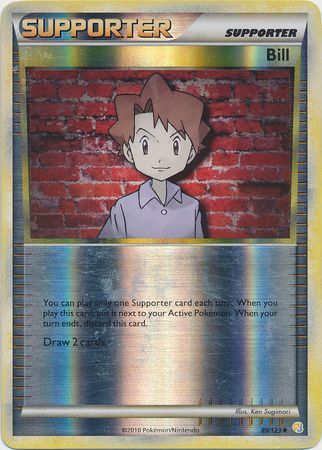 SUPPORTER SUPPORTER
Bill
You can play only one Supporter card each turn. When you
play this card, put it next to your Active Pokémon. When your
turn ends, discard this card.
Draw 2 cards.
Illus. Ken Sugimori
©2010 Pokémon/Nintendo 89/123